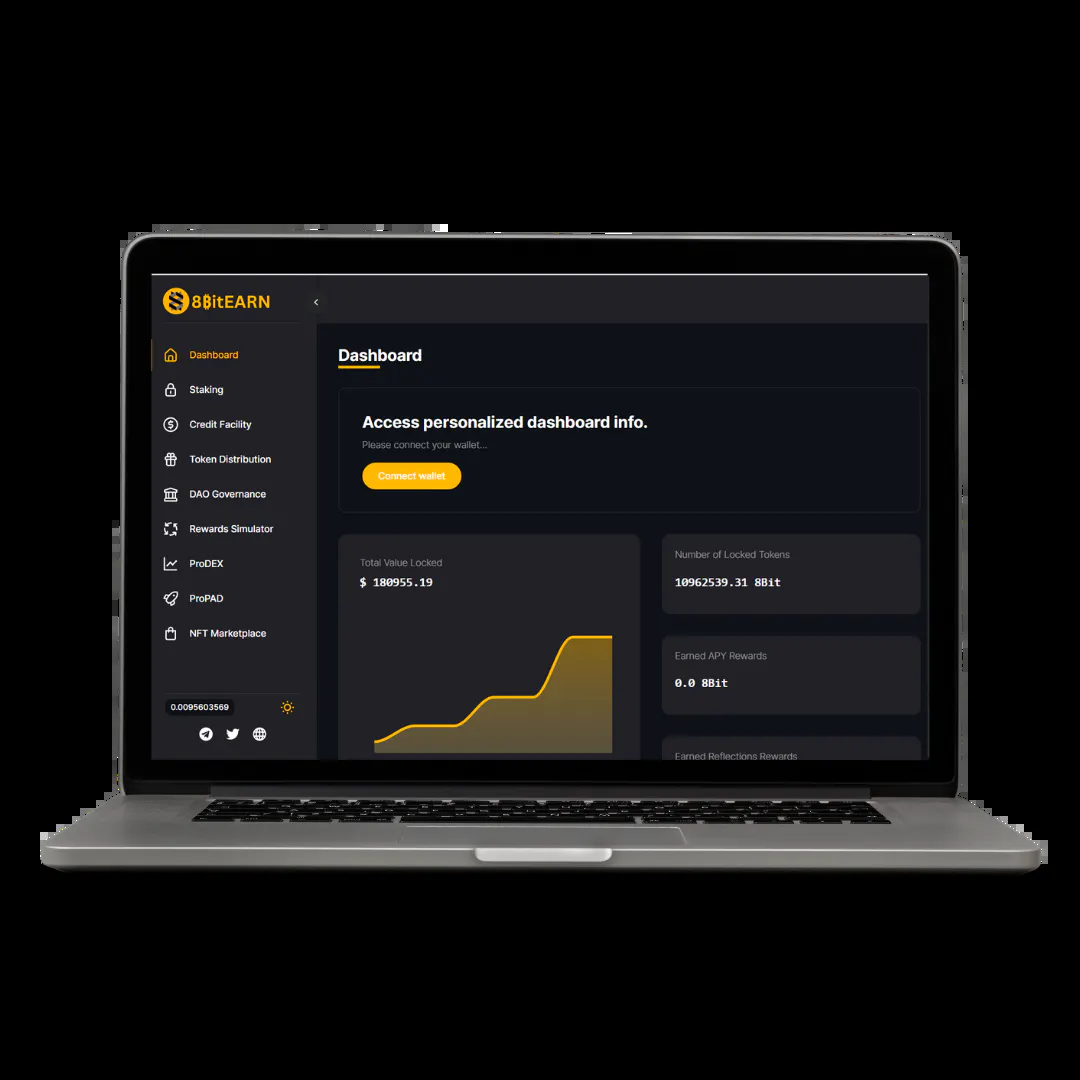 8₿itEARN
Dashboard
Staking
Credit Facility
Token Distribution
DAO Governance
Rewards Simulator
ProDEX
ProPAD
NFT Marketplace
0.0095603569
Dashboard
Access personalized dashboard info.
Please connect your wallet...
Connect wallet
Total Value Locked
$ 180955.19
Number of Locked Tokens
10962539.31 8Bit
Earned APY Rewards
0.0 8Bit
Earned Reflections Rewards